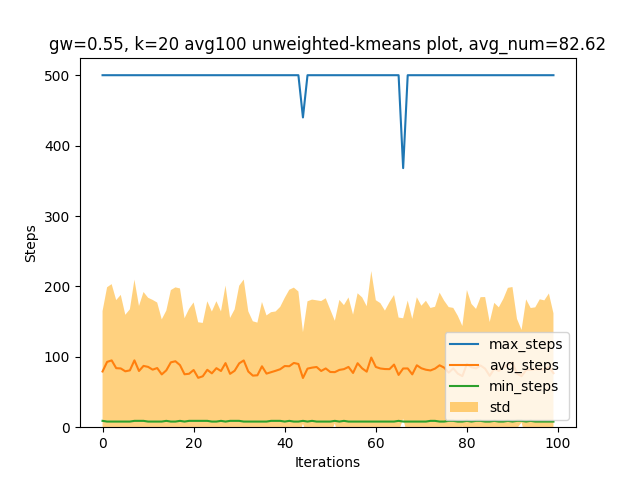 gw=0.55, k=20 avg100 unweighted-kmeans plot, avg_num=82.62
500
400
300
200
100
0
Steps
max_steps
avg_steps
min_steps
std
0 20 40 60 80 100
Iterations